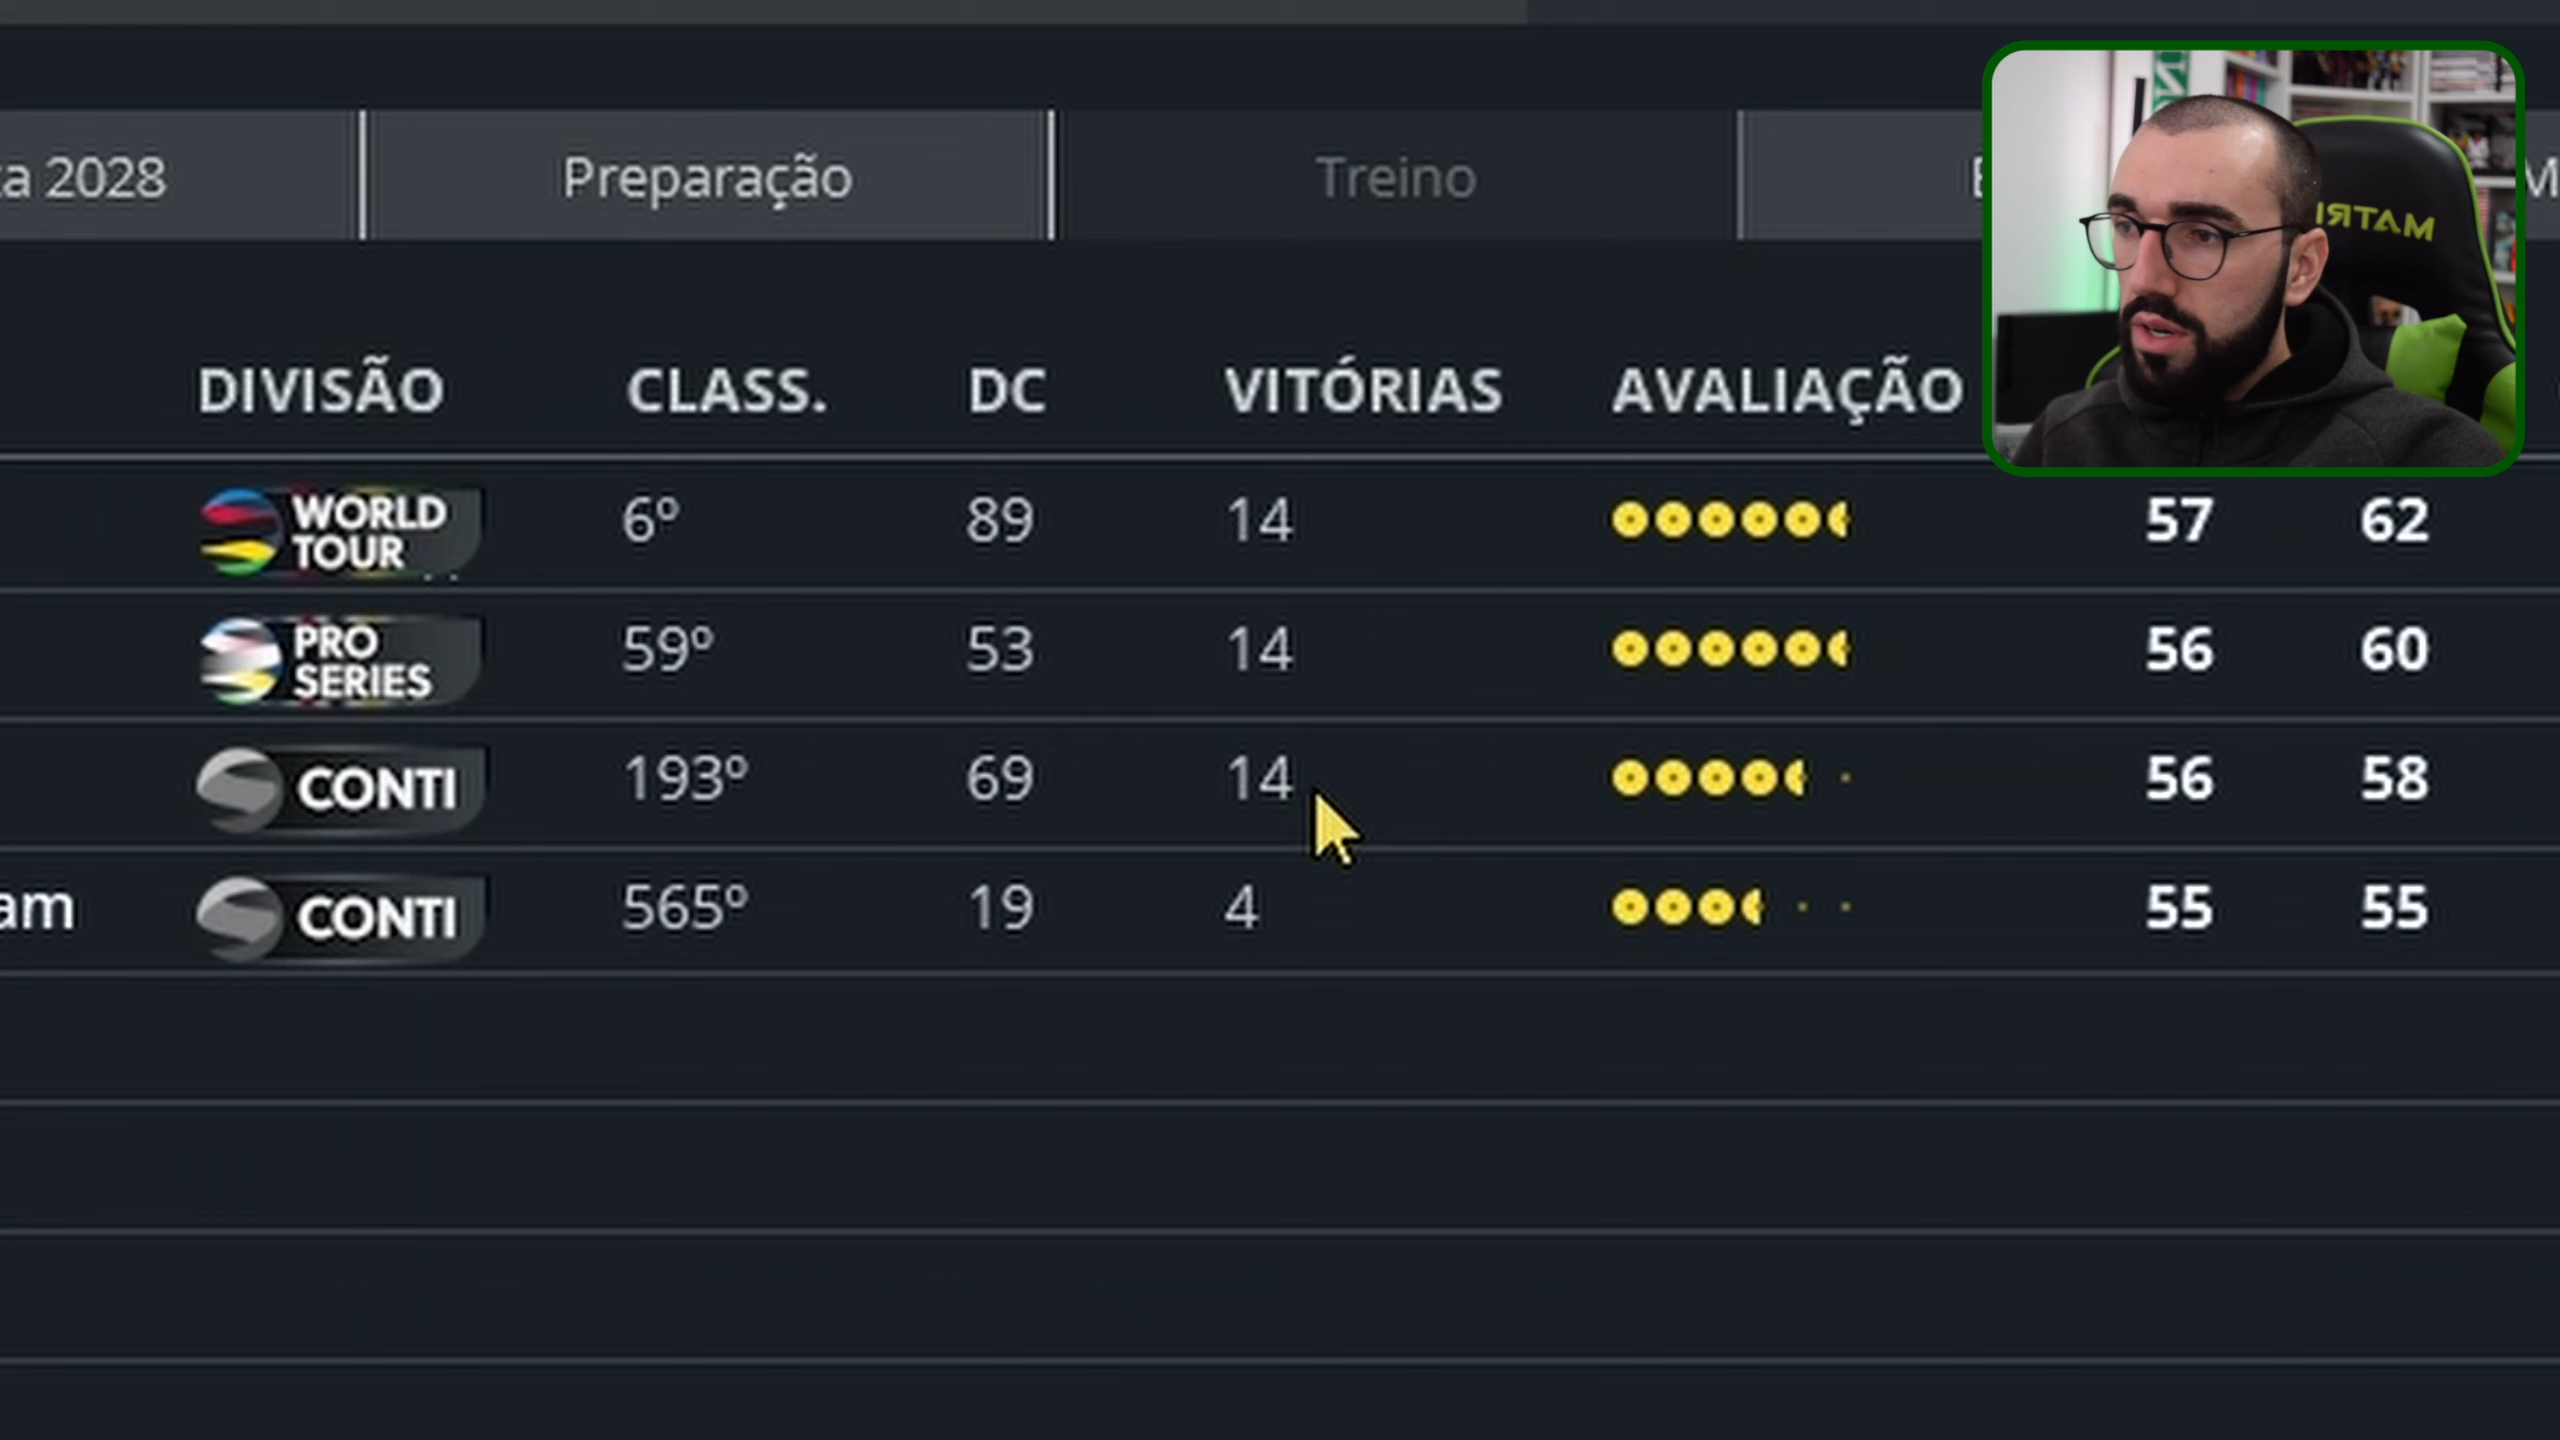 ta 2028 Preparação Treino
DIVISÃO CLASS. DC VITÓRIAS AVALIAÇÃO
WORLD TOUR 6º 89 14 57 62
PRO SERIES 59º 53 14 56 60
CONTI 193º 69 14 56 58
am CONTI 565º 19 4 55 55
MATRI